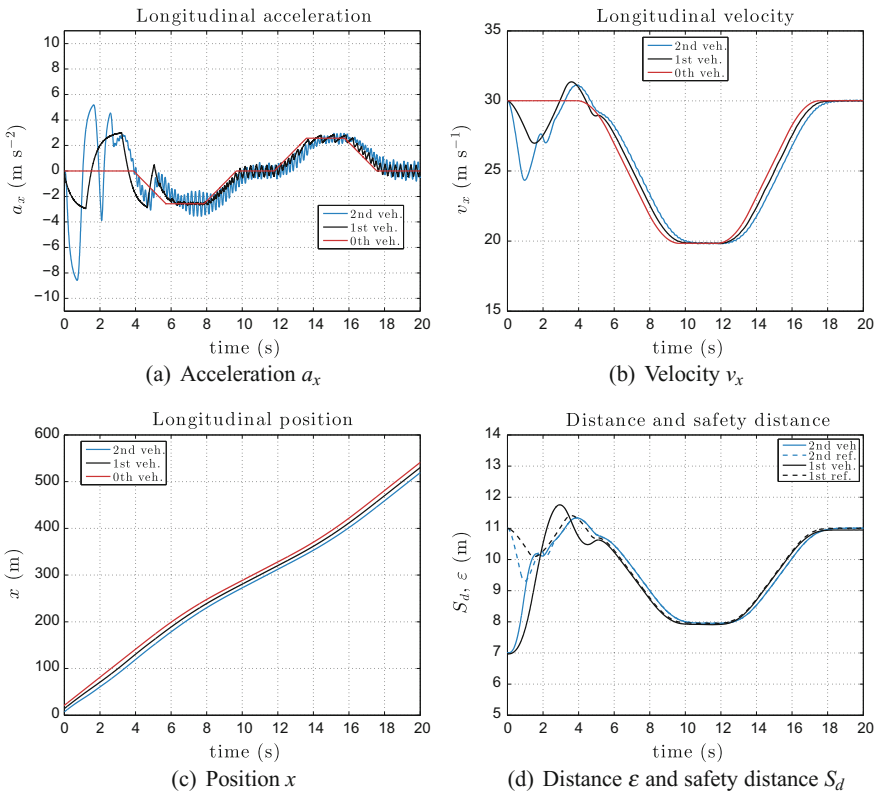 Longitudinal acceleration
10
8
6
4
2
0
−2
−4
−6
−8
−10
a_x (m s⁻²)
2nd veh.
1st veh.
0th veh.
0 2 4 6 8 10 12 14 16 18 20
time (s)
(a) Acceleration a_x
Longitudinal velocity
35
30
25
20
15
v_x (m s⁻¹)
2nd veh.
1st veh.
0th veh.
0 2 4 6 8 10 12 14 16 18 20
time (s)
(b) Velocity v_x
Longitudinal position
600
500
400
300
200
100
0
x (m)
2nd veh.
1st veh.
0th veh.
0 2 4 6 8 10 12 14 16 18 20
time (s)
(c) Position x
Distance and safety distance
14
13
12
11
10
9
8
7
6
5
S_d, ε (m)
2nd veh
2nd ref.
1st veh.
1st ref.
0 2 4 6 8 10 12 14 16 18 20
time (s)
(d) Distance ε and safety distance S_d